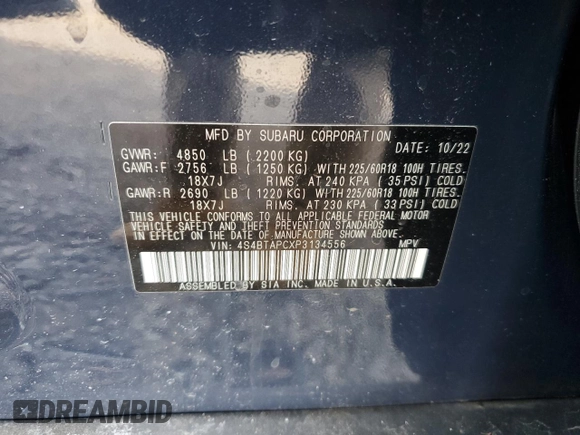 MFD BY SUBARU CORPORATION
DATE: 10/22
GVWR: 4850 LB ( 2200 KG)
GAWR:F 2756 LB ( 1250 KG) WITH 225/60R18 100H TIRES.
18X7J RIMS. AT 240 KPA ( 35 PSI) COLD
GAWR:R 2690 LB ( 1220 KG) WITH 225/60R18 100H TIRES.
18X7J RIMS. AT 230 KPA ( 33 PSI) COLD
THIS VEHICLE CONFORMS TO ALL APPLICABLE FEDERAL MOTOR
VEHICLE SAFETY STANDARDS IN EFFECT ON THE DATE OF
MANUFACTURE SHOWN ABOVE.
VIN: 4S4BTAPCXP3134556 MPV
ASSEMBLED BY SIA INC. MADE IN U.S.A.
DREAMBID